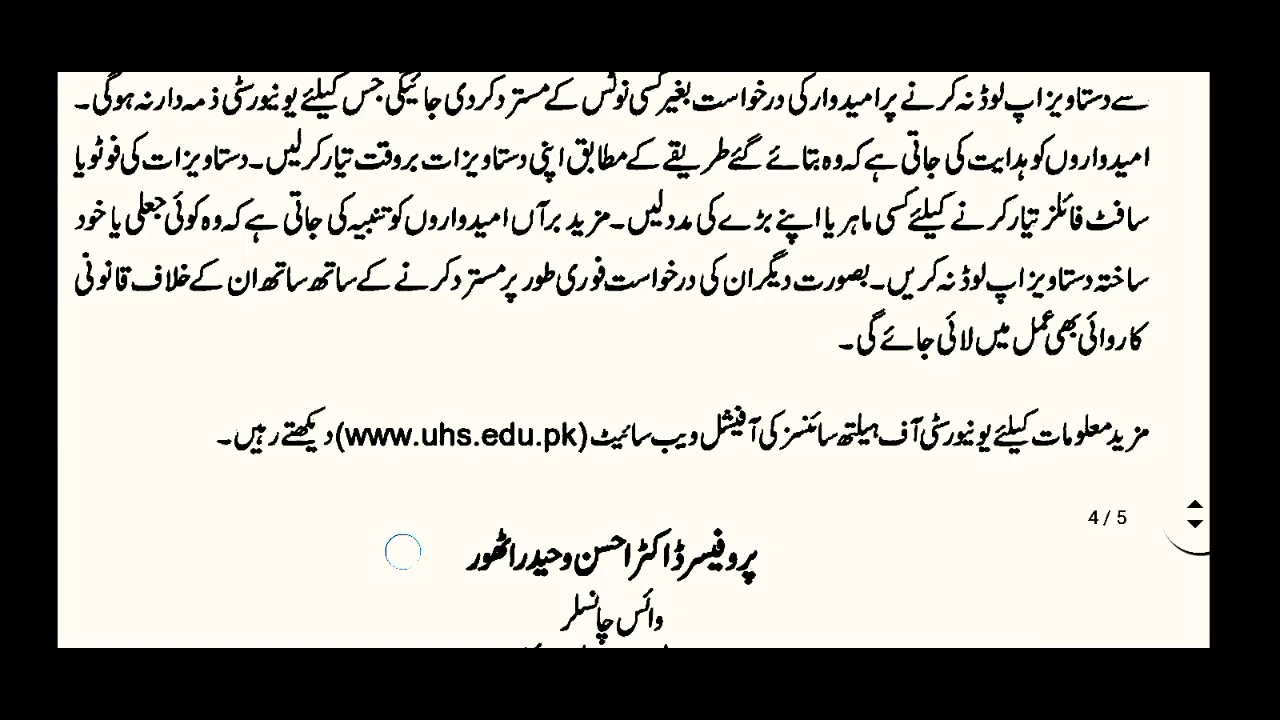 سے دستاویز اپ لوڈ نہ کرنے پر امیدوار کی درخواست بغیر کسی نوٹس کے مسترد کردی جائیگی جس کیلئے یونیورسٹی ذمہ دار نہ ہوگی۔
امیدواروں کو ہدایت کی جاتی ہے کہ وہ بتائے گئے طریقے کے مطابق اپنی دستاویزات بروقت تیار کرلیں۔ دستاویزات کی فوٹو یا
سافٹ فائلز تیار کرنے کیلئے کسی ماہر یا اپنے بڑے کی مدد لیں۔ مزید برآں امیدواروں کو تنبیہ کی جاتی ہے کہ وہ کوئی جعلی یا خود
ساختہ دستاویز اپ لوڈ نہ کریں۔ بصورت دیگر ان کی درخواست فوری طور پر مسترد کرنے کے ساتھ ساتھ ان کے خلاف قانونی
کاروائی بھی عمل میں لائی جائے گی۔
مزید معلومات کیلئے یونیورسٹی آف ہیلتھ سائنسز کی آفیشل ویب سائیٹ (www.uhs.edu.pk) دیکھتے رہیں۔
4 / 5
پروفیسر ڈاکٹر احسن وحید راٹھور
وائس چانسلر